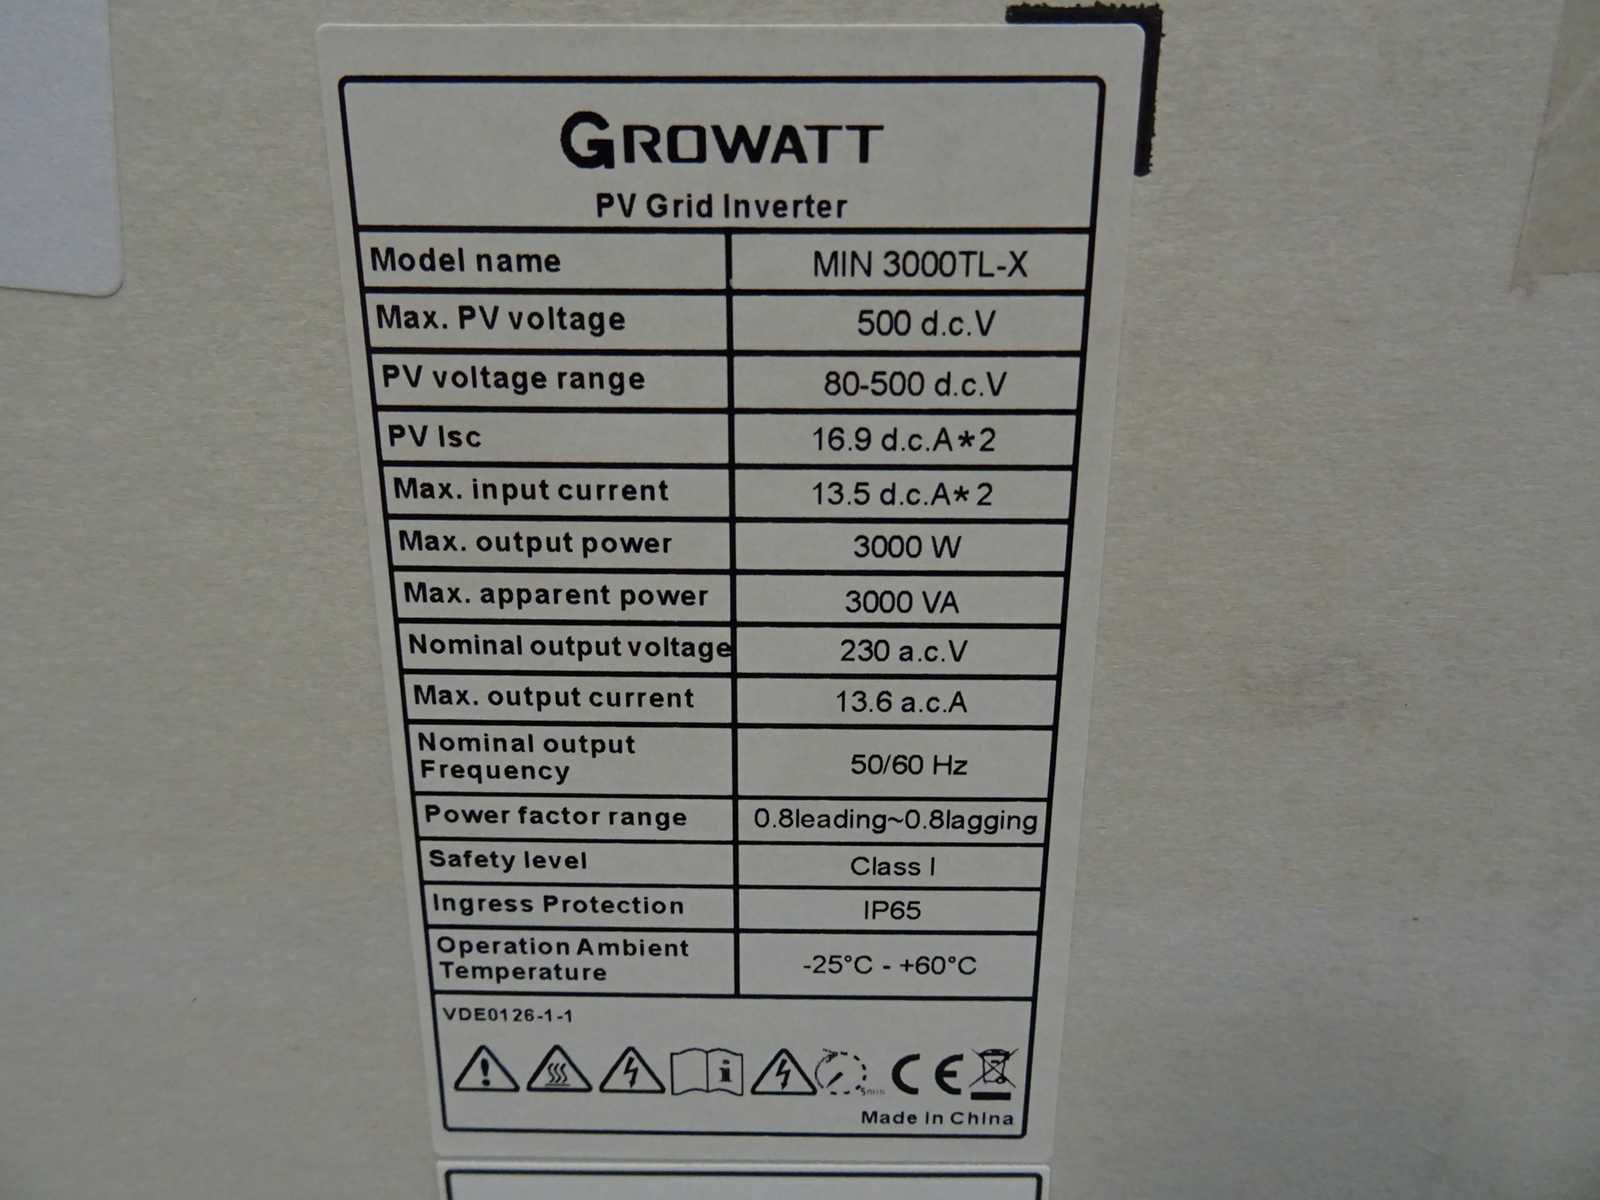 GROWATT
PV Grid Inverter
Model name MIN 3000TL-X
Max. PV voltage 500 d.c.V
PV voltage range 80-500 d.c.V
PV Isc 16.9 d.c.A*2
Max. input current 13.5 d.c.A*2
Max. output power 3000 W
Max. apparent power 3000 VA
Nominal output voltage 230 a.c.V
Max. output current 13.6 a.c.A
Nominal output
Frequency 50/60 Hz
Power factor range 0.8leading~0.8lagging
Safety level Class I
Ingress Protection IP65
Operation Ambient
Temperature -25°C - +60°C
VDE0126-1-1
i 5min CE
Made In China